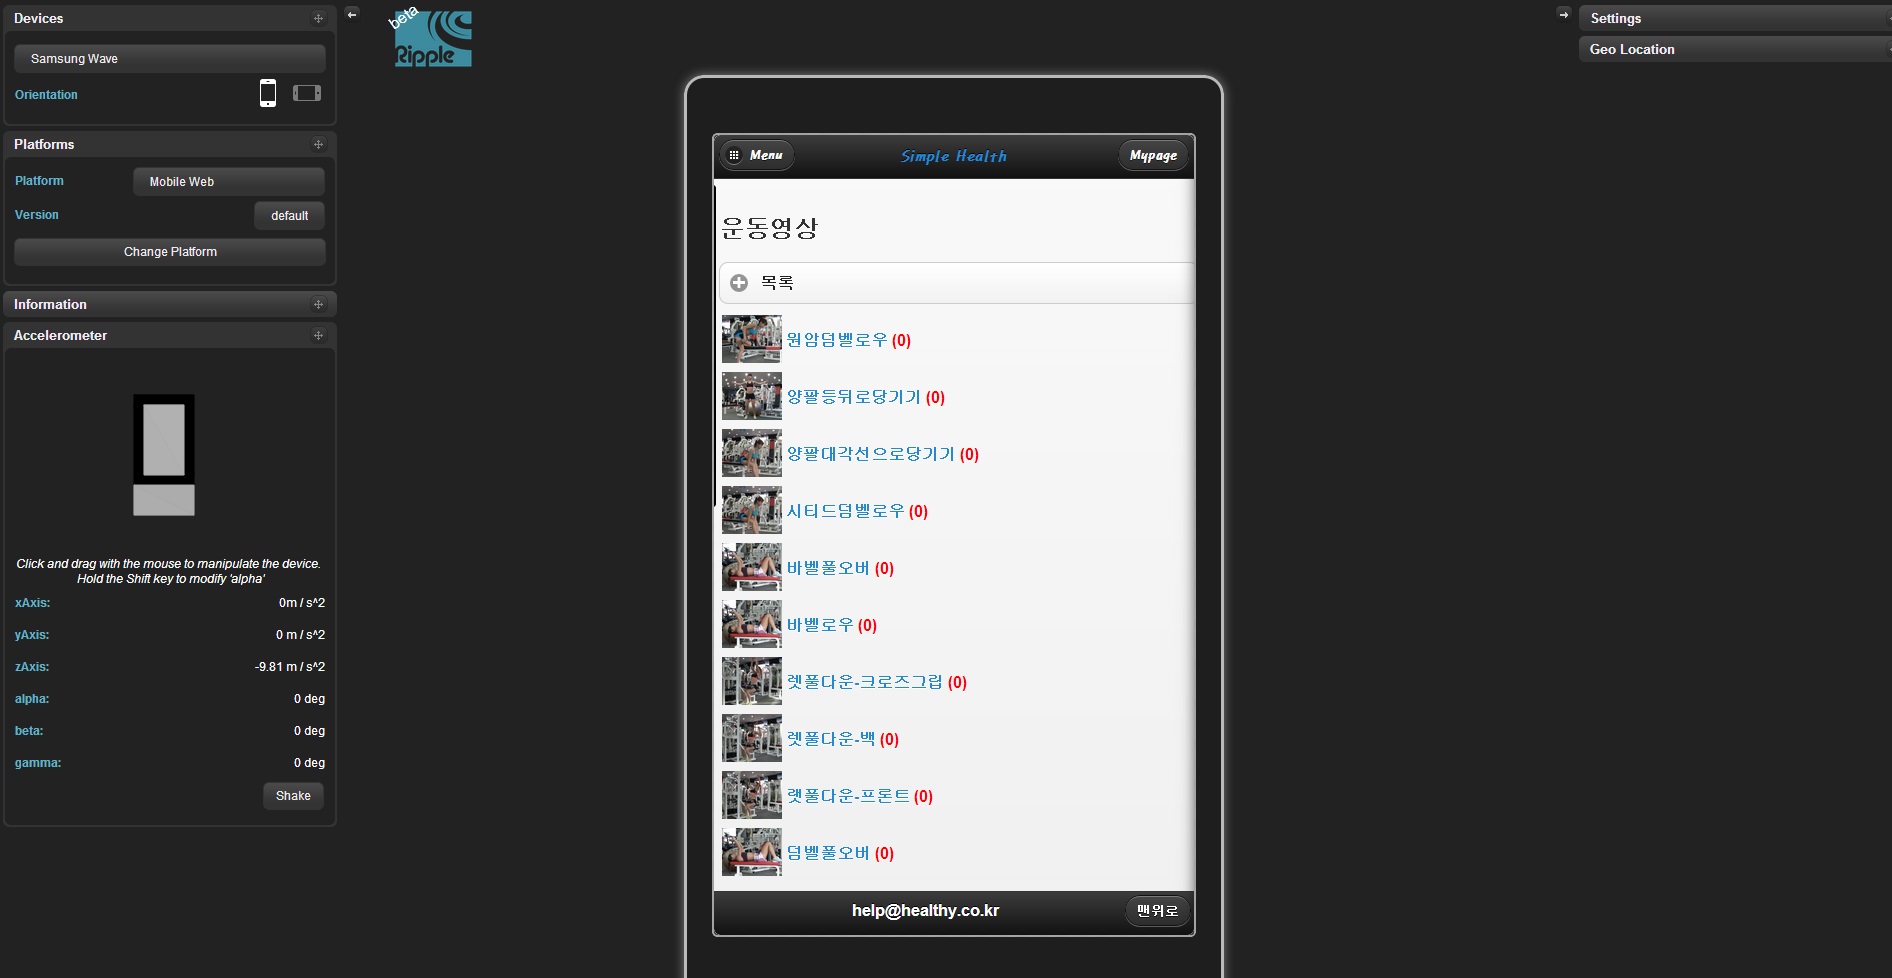 Devices
Samsung Wave
Orientation
Platforms
Platform
Mobile Web
Version
default
Change Platform
Information
Accelerometer
Click and drag with the mouse to manipulate the device.
Hold the Shift key to modify 'alpha'
xAxis: 0m / s^2
yAxis: 0 m / s^2
zAxis: -9.81 m / s^2
alpha: 0 deg
beta: 0 deg
gamma: 0 deg
Shake
beta
Ripple
Menu
Simple Health
Mypage
운동영상
목록
원암덤벨로우 (0)
양팔등뒤로당기기 (0)
양팔대각선으로당기기 (0)
시티드덤벨로우 (0)
바벨풀오버 (0)
바벨로우 (0)
렛풀다운-크로즈그립 (0)
렛풀다운-백 (0)
랫풀다운-프론트 (0)
덤벨풀오버 (0)
help@healthy.co.kr
맨위로
Settings
Geo Location